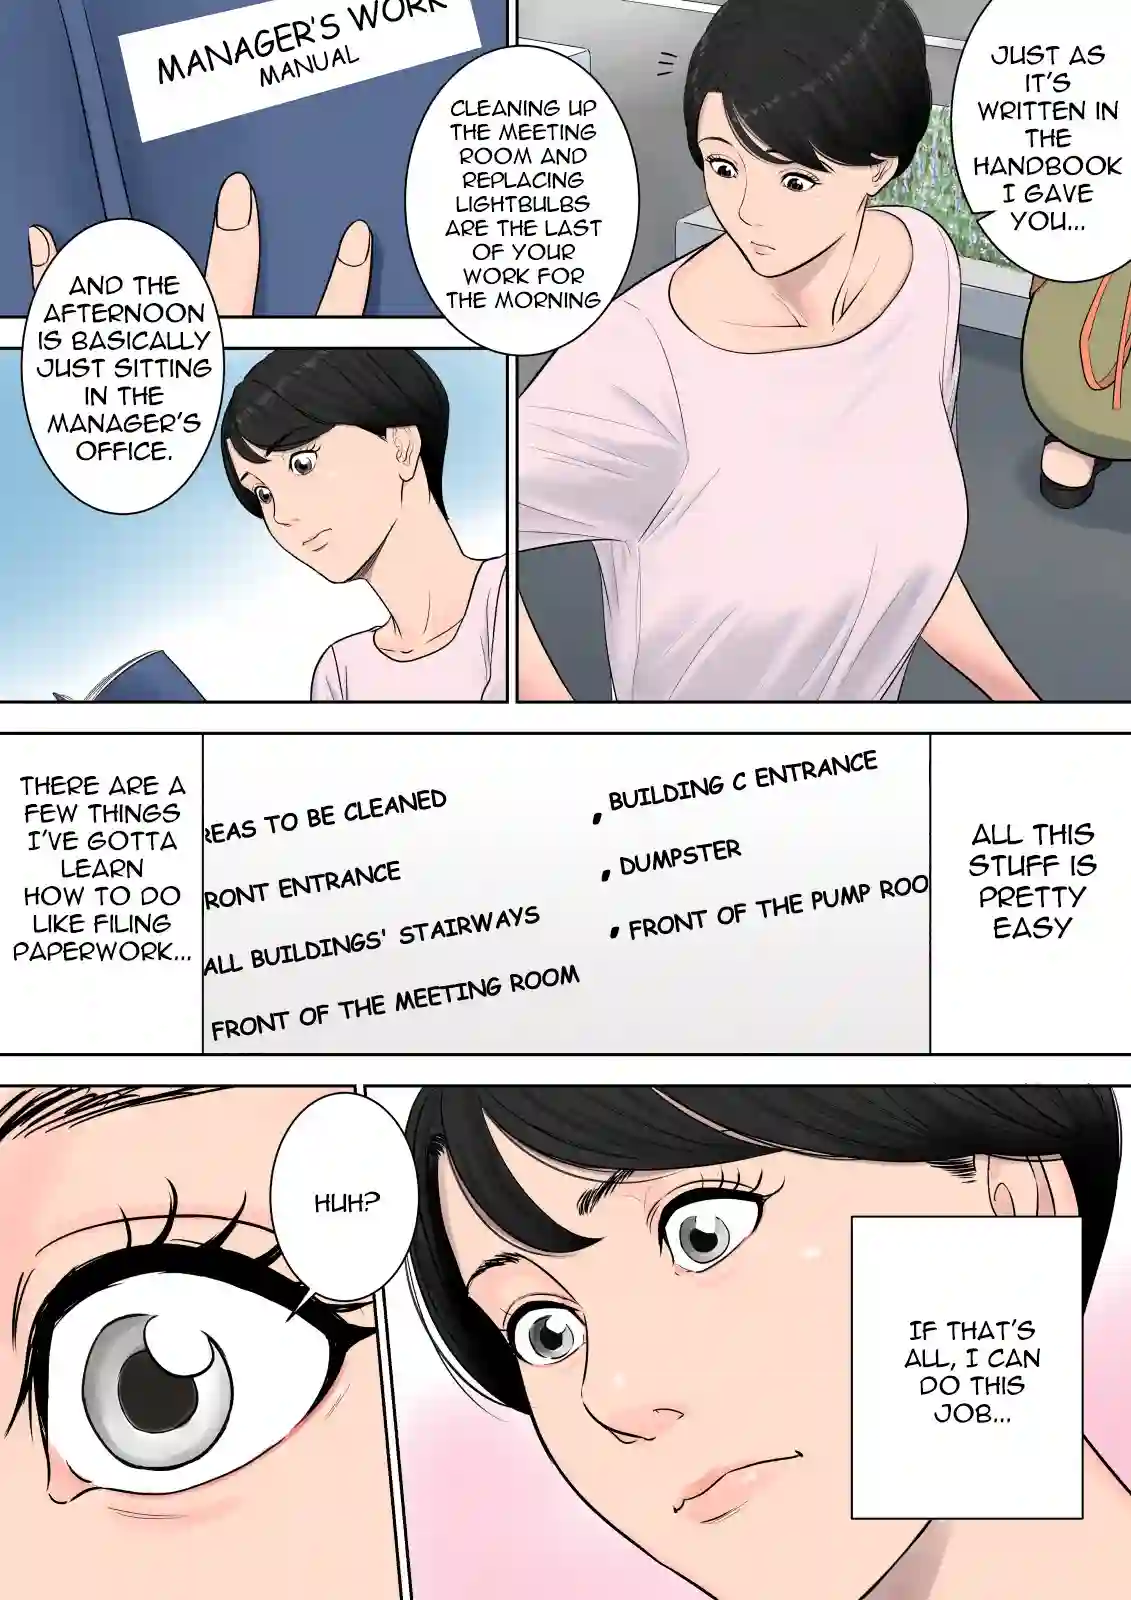 JUST AS
IT'S
WRITTEN IN
THE
HANDBOOK
I GAVE
YOU...
CLEANING UP
THE MEETING
ROOM AND
REPLACING
LIGHTBULBS
ARE THE LAST
OF YOUR
WORK FOR
THE MORNING
MANAGER'S WORK
MANUAL
AND THE
AFTERNOON
IS BASICALLY
JUST SITTING
IN THE
MANAGER'S
OFFICE.
ALL THIS
STUFF IS
PRETTY
EASY
• BUILDING C ENTRANCE
• DUMPSTER
• FRONT OF THE PUMP ROO
REAS TO BE CLEANED
RONT ENTRANCE
ALL BUILDINGS' STAIRWAYS
FRONT OF THE MEETING ROOM
THERE ARE A
FEW THINGS
I'VE GOTTA
LEARN
HOW TO DO
LIKE FILING
PAPERWORK...
IF THAT'S
ALL, I CAN
DO THIS
JOB...
HUH?